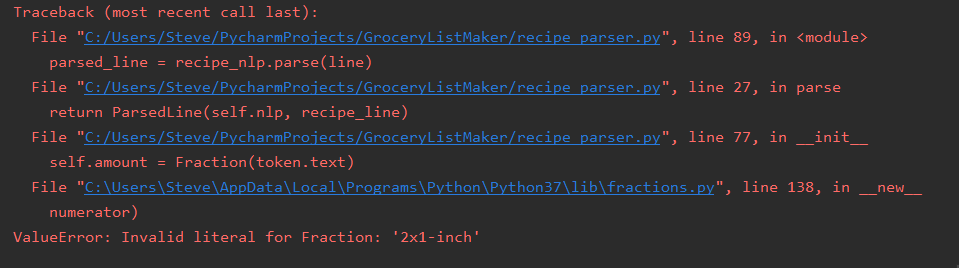 Traceback (most recent call last):
File "C:/Users/Steve/PycharmProjects/GroceryListMaker/recipe_parser.py", line 89, in <module>
parsed_line = recipe_nlp.parse(line)
File "C:/Users/Steve/PycharmProjects/GroceryListMaker/recipe_parser.py", line 27, in parse
return ParsedLine(self.nlp, recipe_line)
File "C:/Users/Steve/PycharmProjects/GroceryListMaker/recipe_parser.py", line 77, in __init__
self.amount = Fraction(token.text)
File "C:\Users\Steve\AppData\Local\Programs\Python\Python37\lib\fractions.py", line 138, in __new__
numerator)
ValueError: Invalid literal for Fraction: '2x1-inch'